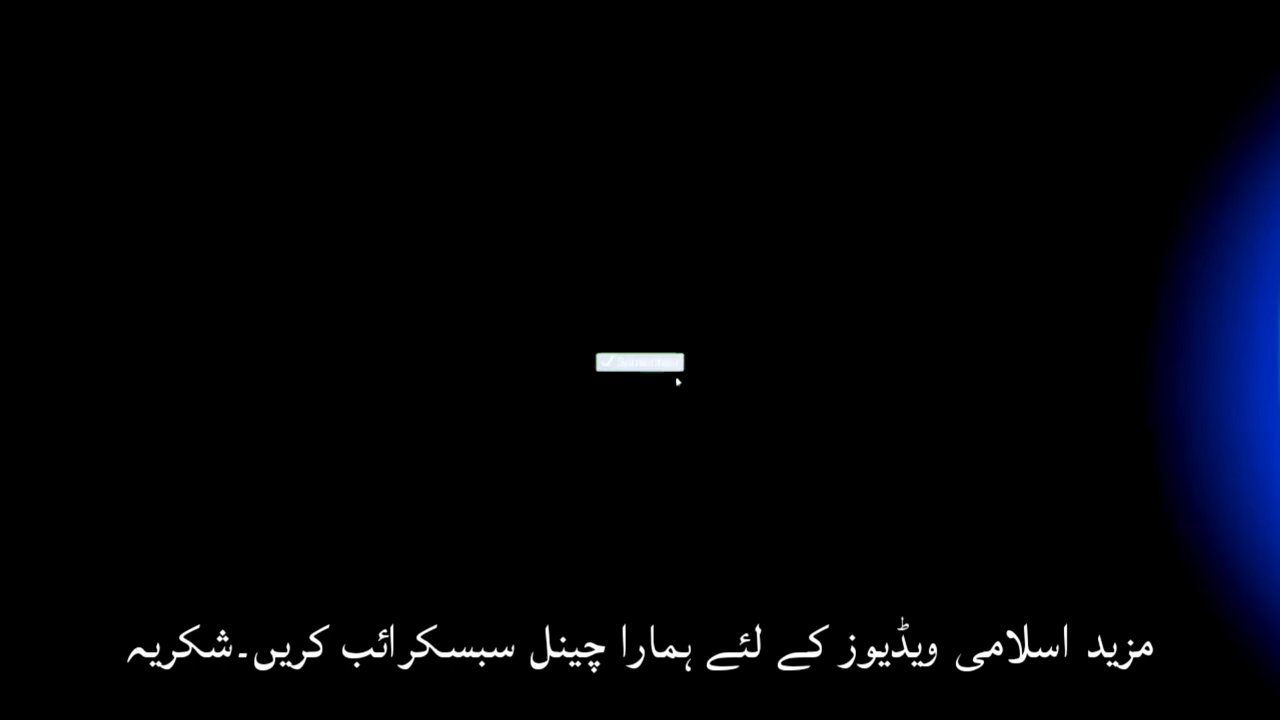 مزید اسلامی ویڈیوز کے لئے ہمارا چینل سبسکرائب کریں۔شکریہ